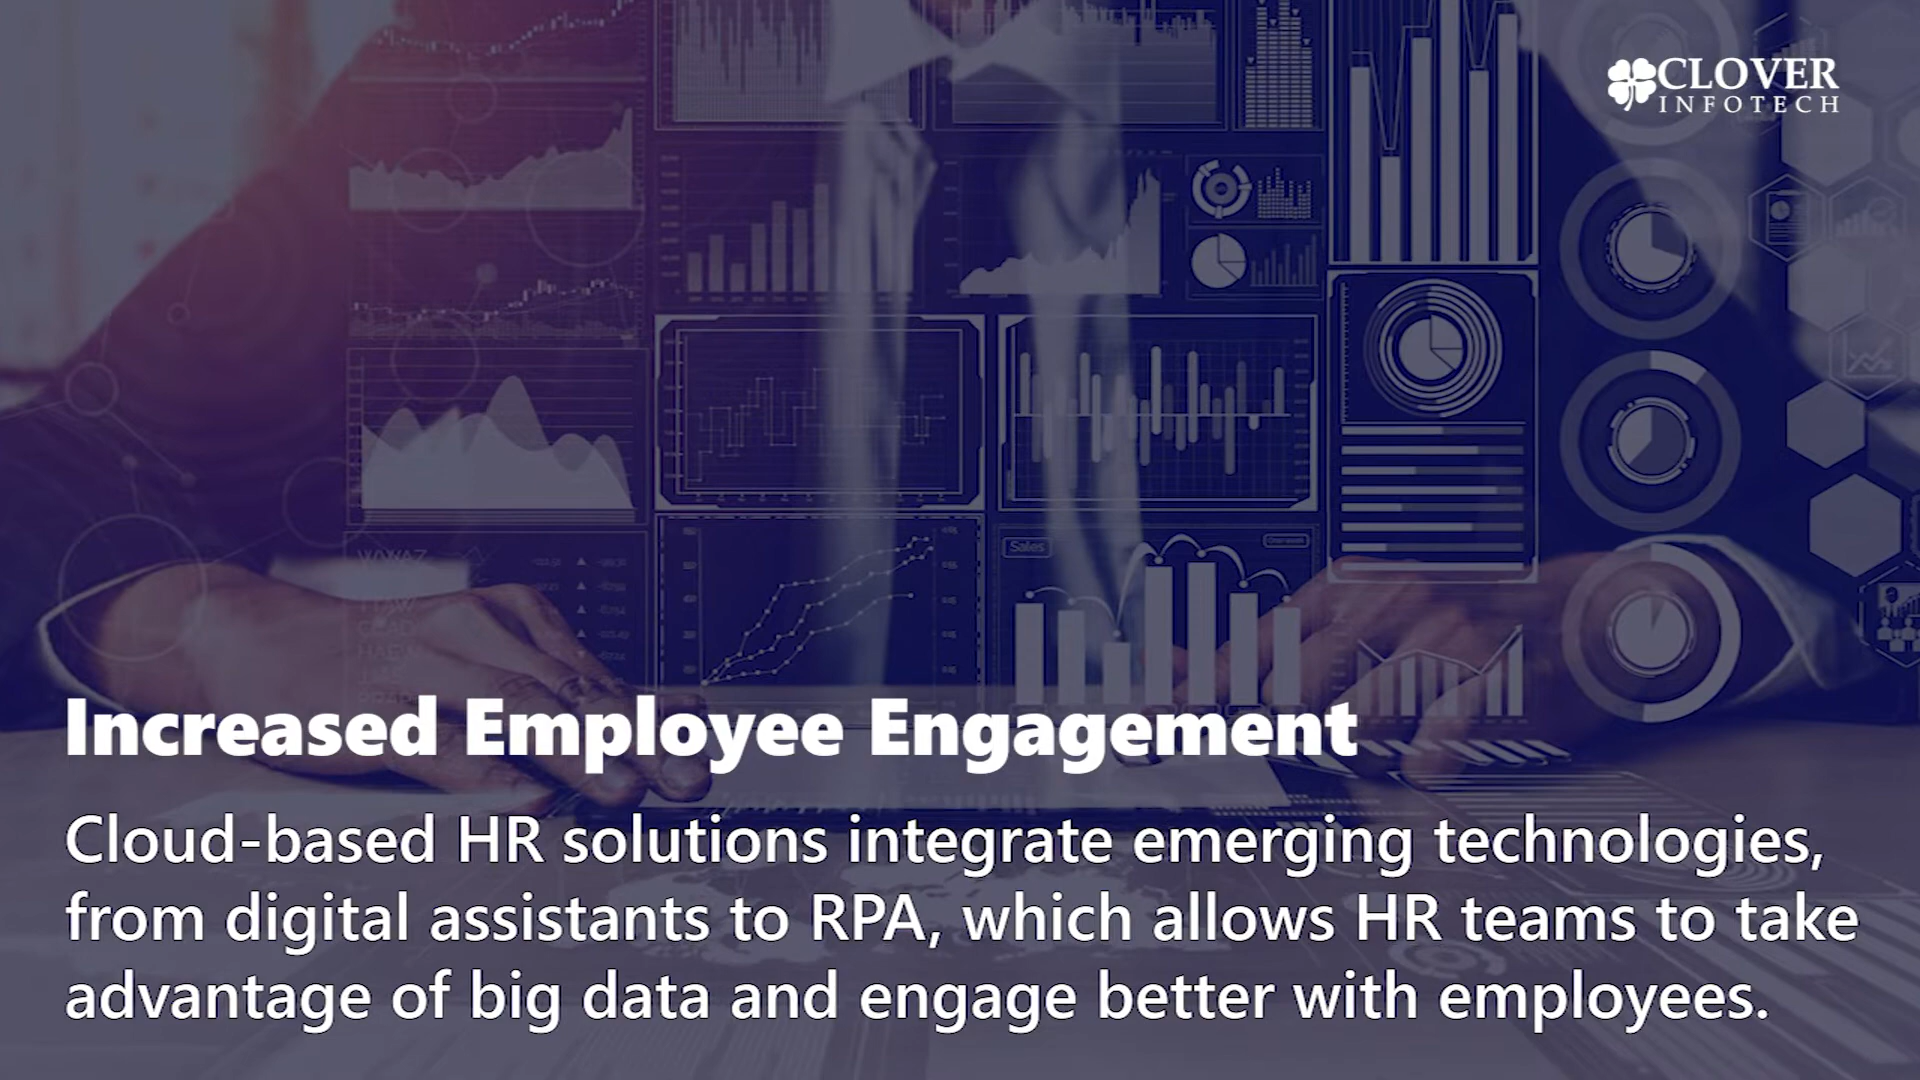 CLOVER
INFOTECH
Sales
Increased Employee Engagement
Cloud-based HR solutions integrate emerging technologies,
from digital assistants to RPA, which allows HR teams to take
advantage of big data and engage better with employees.